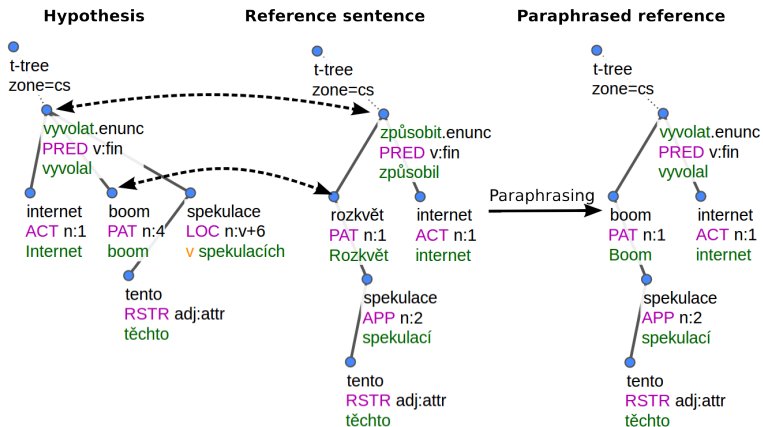 Hypothesis
t-tree
zone=cs
vyvolat.enunc
PRED v:fin
vyvolal
internet
ACT n:1
Internet
boom
PAT n:4
boom
spekulace
LOC n:v+6
v spekulacích
tento
RSTR adj:attr
těchto
Reference sentence
t-tree
zone=cs
způsobit.enunc
PRED v:fin
způsobil
rozkvět
PAT n:1
Rozkvět
internet
ACT n:1
internet
spekulace
APP n:2
spekulací
tento
RSTR adj:attr
těchto
Paraphrasing
Paraphrased reference
t-tree
zone=cs
vyvolat.enunc
PRED v:fin
vyvolal
boom
PAT n:1
Boom
internet
ACT n:1
internet
spekulace
APP n:2
spekulací
tento
RSTR adj:attr
těchto